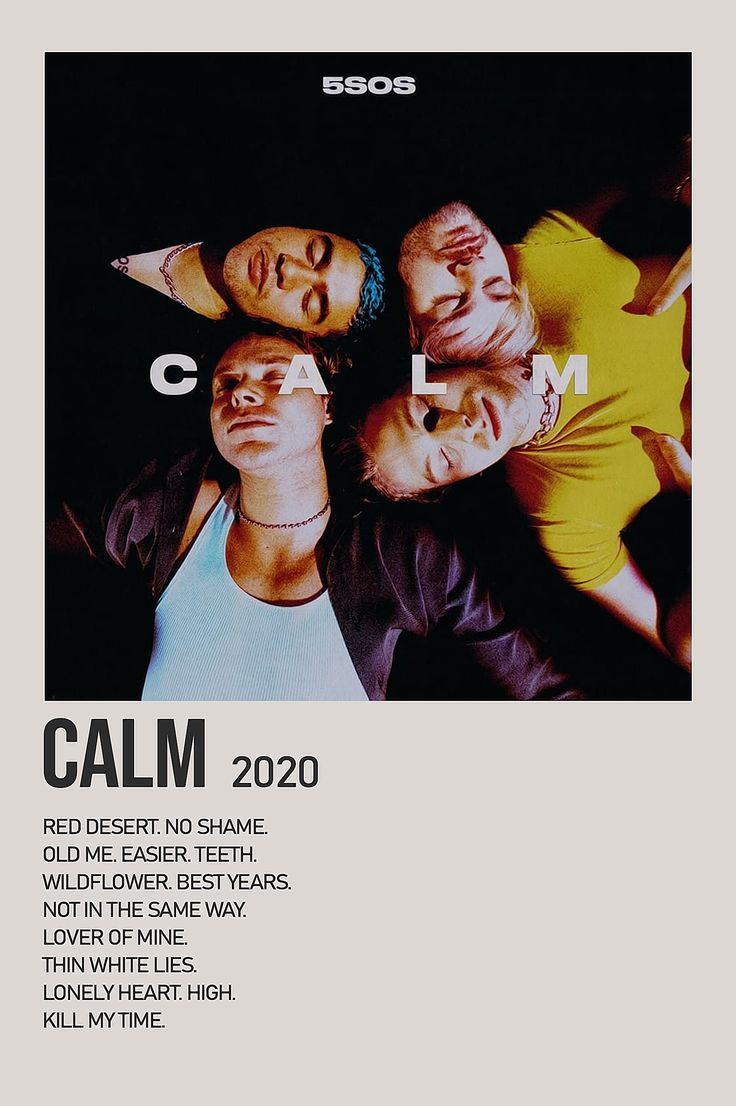 5SOS
C A L M
CALM 2020
RED DESERT. NO SHAME.
OLD ME. EASIER. TEETH.
WILDFLOWER. BEST YEARS.
NOT IN THE SAME WAY.
LOVER OF MINE.
THIN WHITE LIES.
LONELY HEART. HIGH.
KILL MY TIME.